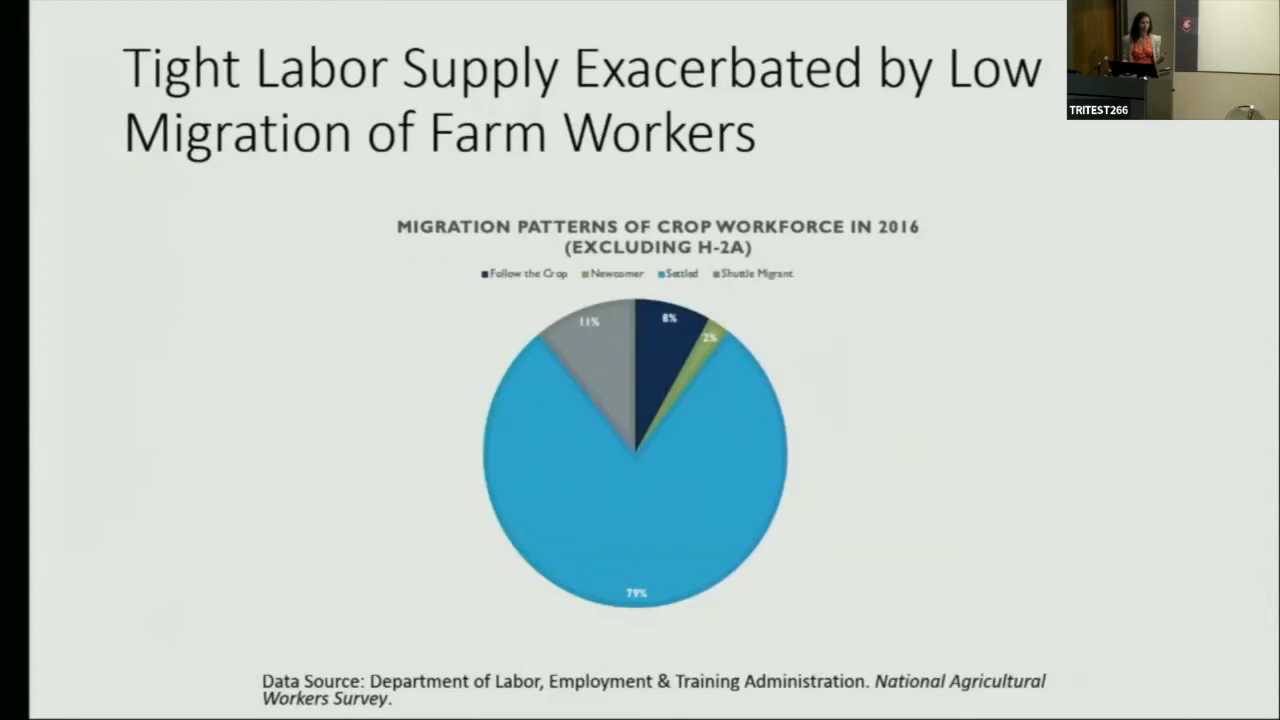 Tight Labor Supply Exacerbated by Low
Migration of Farm Workers
TRITEST266
MIGRATION PATTERNS OF CROP WORKFORCE IN 2016
(EXCLUDING H-2A)
Follow the Crop Newcomer Settled Shuttle Migrant
11%
8%
2%
79%
Data Source: Department of Labor, Employment & Training Administration. National Agricultural
Workers Survey.